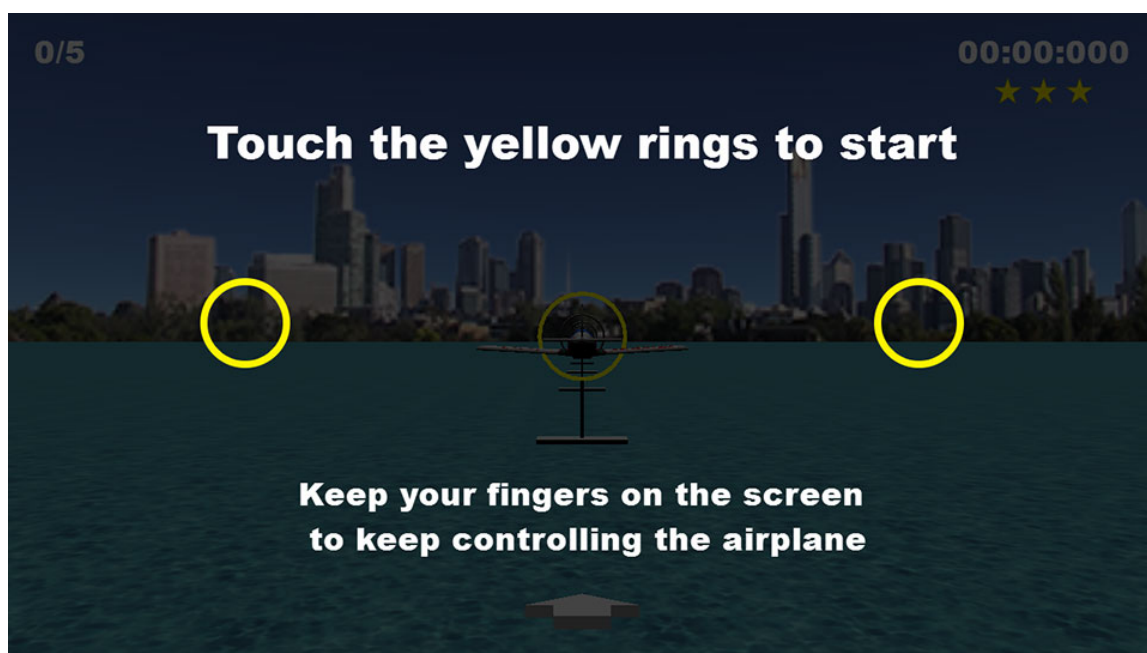 0/5
00:00:000
Touch the yellow rings to start
Keep your fingers on the screen
to keep controlling the airplane